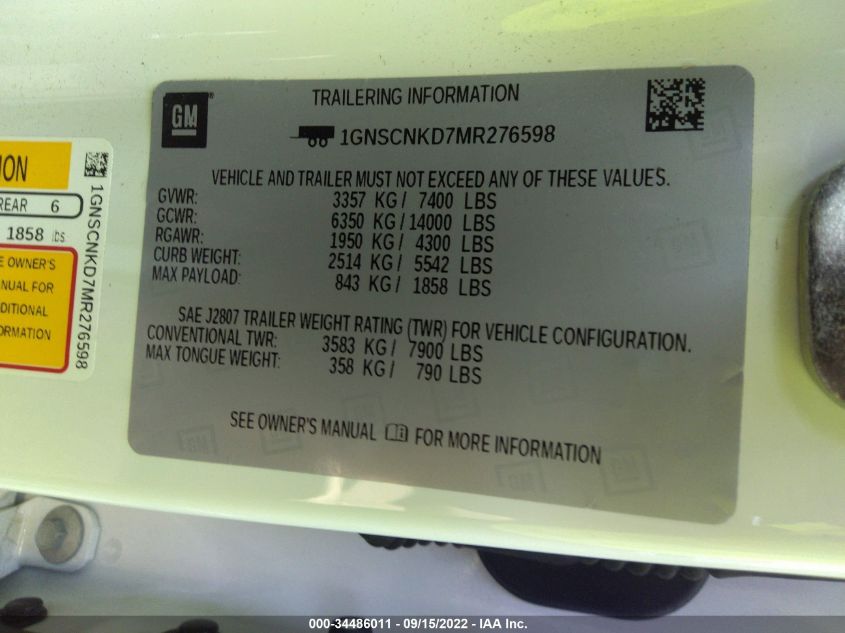 GM
TRAILERING INFORMATION
1GNSCNKD7MR276598
VEHICLE AND TRAILER MUST NOT EXCEED ANY OF THESE VALUES.
GVWR: 3357 KG / 7400 LBS
GCWR: 6350 KG / 14000 LBS
RGAWR: 1950 KG / 4300 LBS
CURB WEIGHT: 2514 KG / 5542 LBS
MAX PAYLOAD: 843 KG / 1858 LBS
SAE J2807 TRAILER WEIGHT RATING (TWR) FOR VEHICLE CONFIGURATION.
CONVENTIONAL TWR: 3583 KG / 7900 LBS
MAX TONGUE WEIGHT: 358 KG / 790 LBS
SEE OWNER'S MANUAL FOR MORE INFORMATION
REAR 6
1858 lbs
OWNER'S
FOR
1GNSCNKD7MR276598
000-34486011 - 09/15/2022 - IAA Inc.